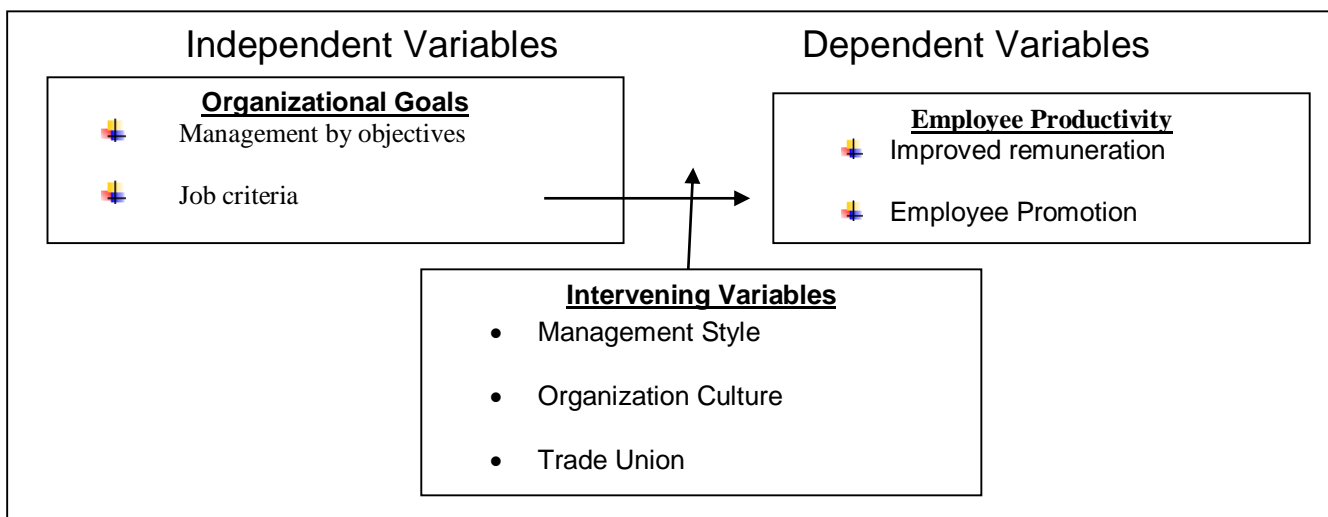 Independent Variables
Dependent Variables
Organizational Goals
Management by objectives
Job criteria
Employee Productivity
Improved remuneration
Employee Promotion
Intervening Variables
Management Style
Organization Culture
Trade Union